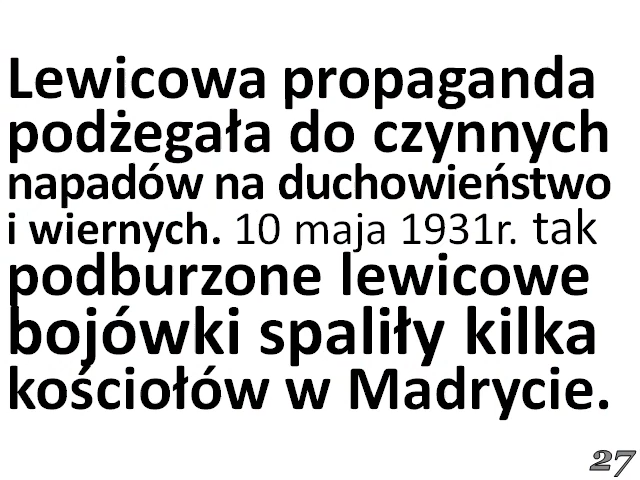 Lewicowa propaganda
podżegała do czynnych
napadów na duchowieństwo
i wiernych. 10 maja 1931r. tak
podburzone lewicowe
bojówki spaliły kilka
kościołów w Madrycie.
27